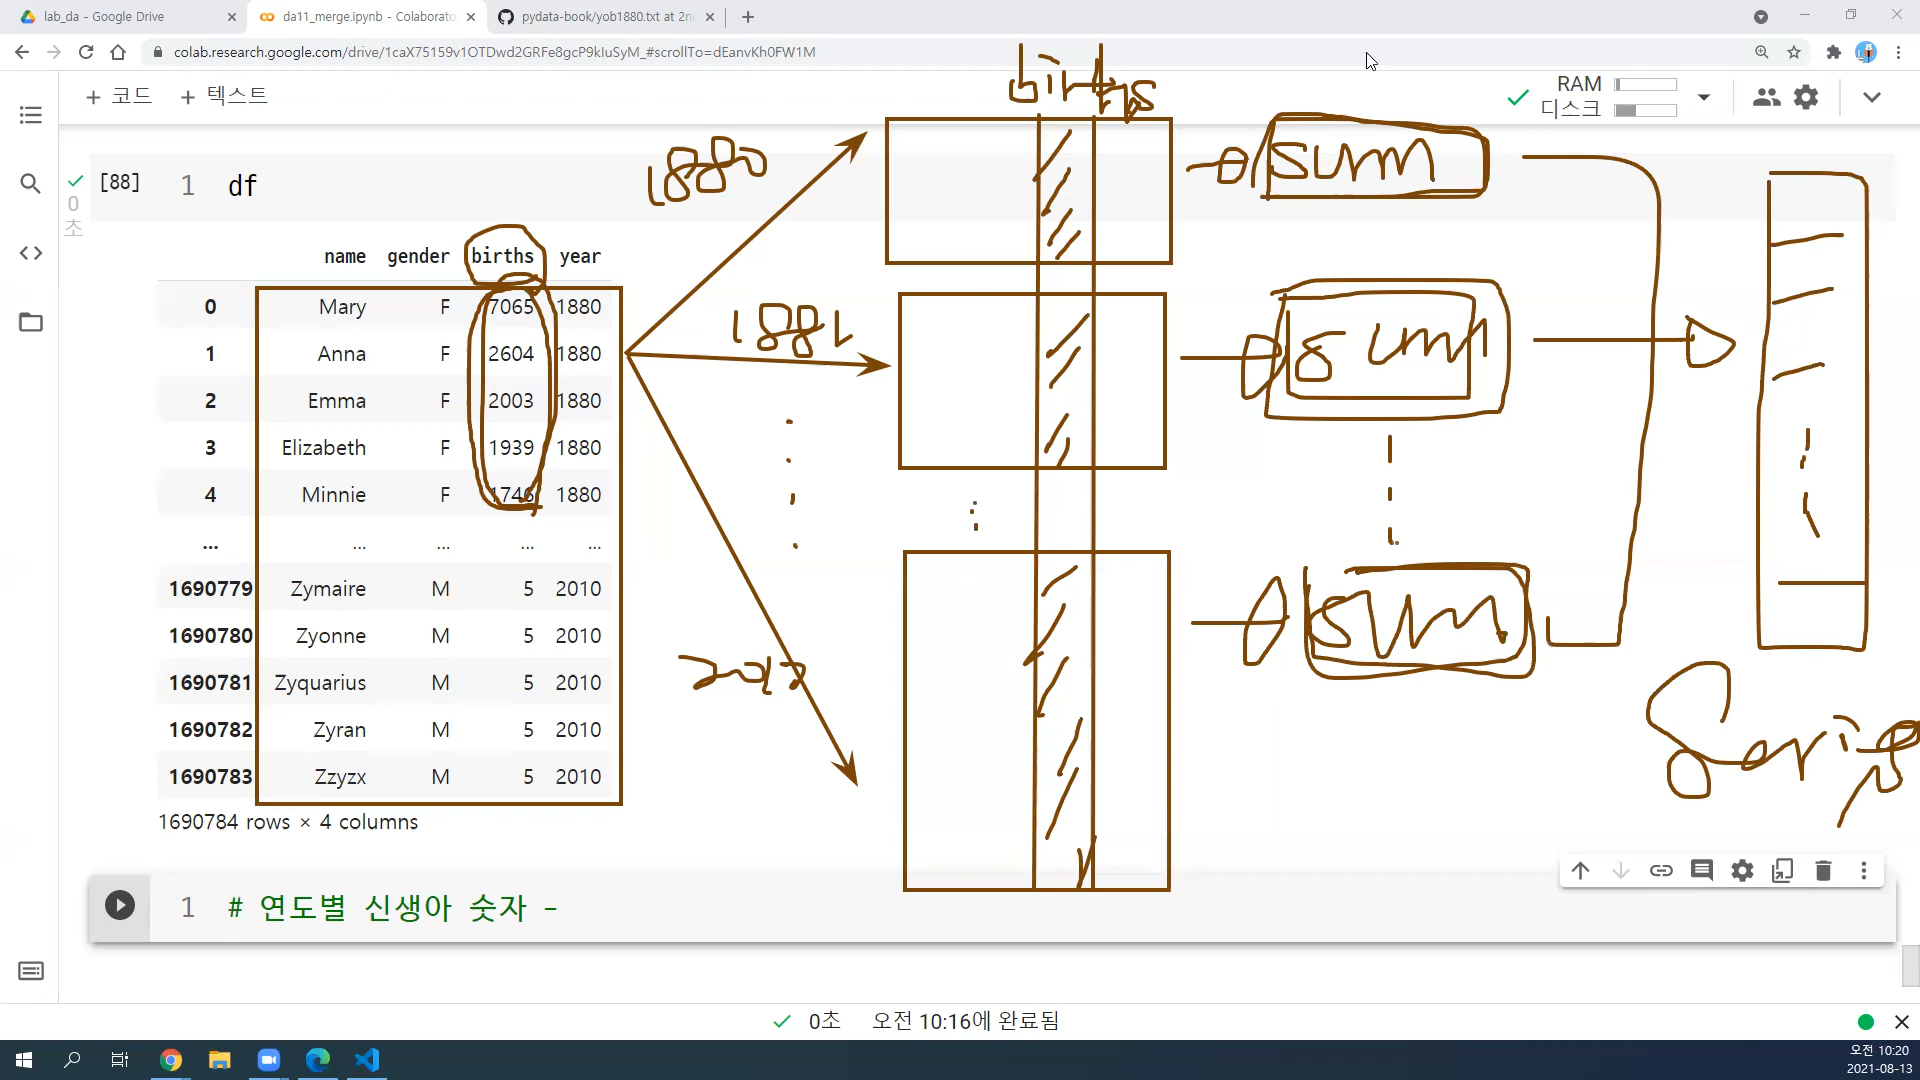 lab_da - Google Drive
da11_merge.ipynb - Colaborato
pydata-book/yob1880.txt at 2n
colab.research.google.com/drive/1caX75159v1OTDwd2GRFe8gcP9kIuSyM_#scrollTo=dEanvKh0FW1M
+ 코드 + 텍스트
RAM
디스크
births
[88] 1 df
0
초
1880
sum
name gender births year
0 Mary F 7065 1880
1 Anna F 2604 1880
2 Emma F 2003 1880
3 Elizabeth F 1939 1880
4 Minnie F 1746 1880
... ... ... ... ...
1690779 Zymaire M 5 2010
1690780 Zyonne M 5 2010
1690781 Zyquarius M 5 2010
1690782 Zyran M 5 2010
1690783 Zzyzx M 5 2010
1690784 rows × 4 columns
1881
sum
2010
sum
Series
1 # 연도별 신생아 숫자 -
0초 오전 10:16에 완료됨
오전 10:20
2021-08-13